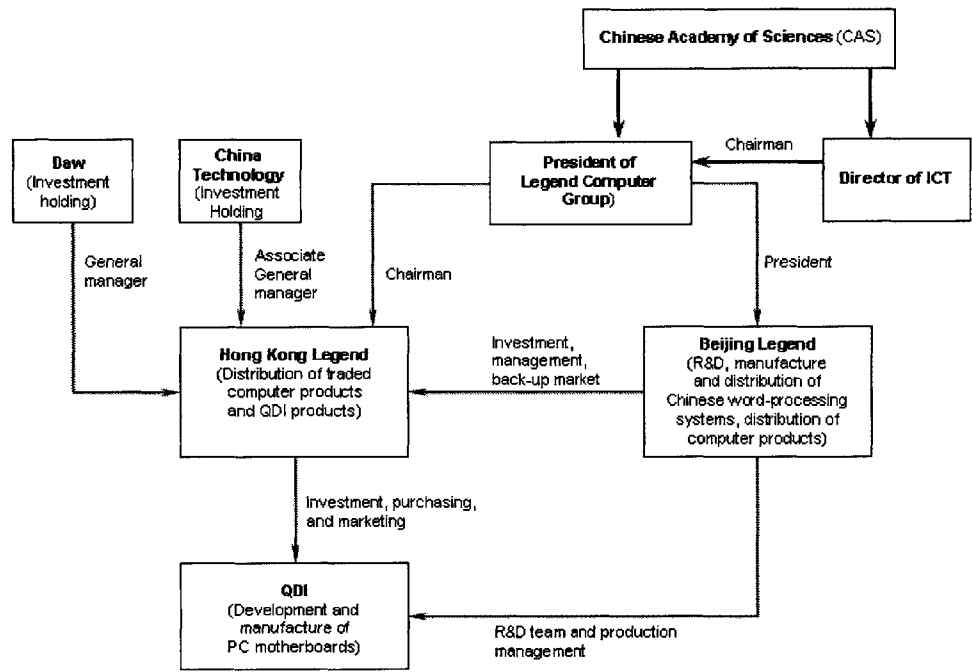 Chinese Academy of Sciences (CAS)
Chairman
Daw
(Investment
holding)
China
Technology
(Investment
Holding
President of
Legend Computer
Group)
Director of ICT
General
manager
Associate
General
manager
Chairman
President
Hong Kong Legend
(Distribution of traded
computer products
and QDI products)
Investment,
management,
back-up market
Beijing Legend
(R&D, manufacture
and distribution of
Chinese word-processing
systems, distribution of
computer products)
Investment, purchasing,
and marketing
QDI
(Development and
manufacture of
PC motherboards)
R&D team and production
management